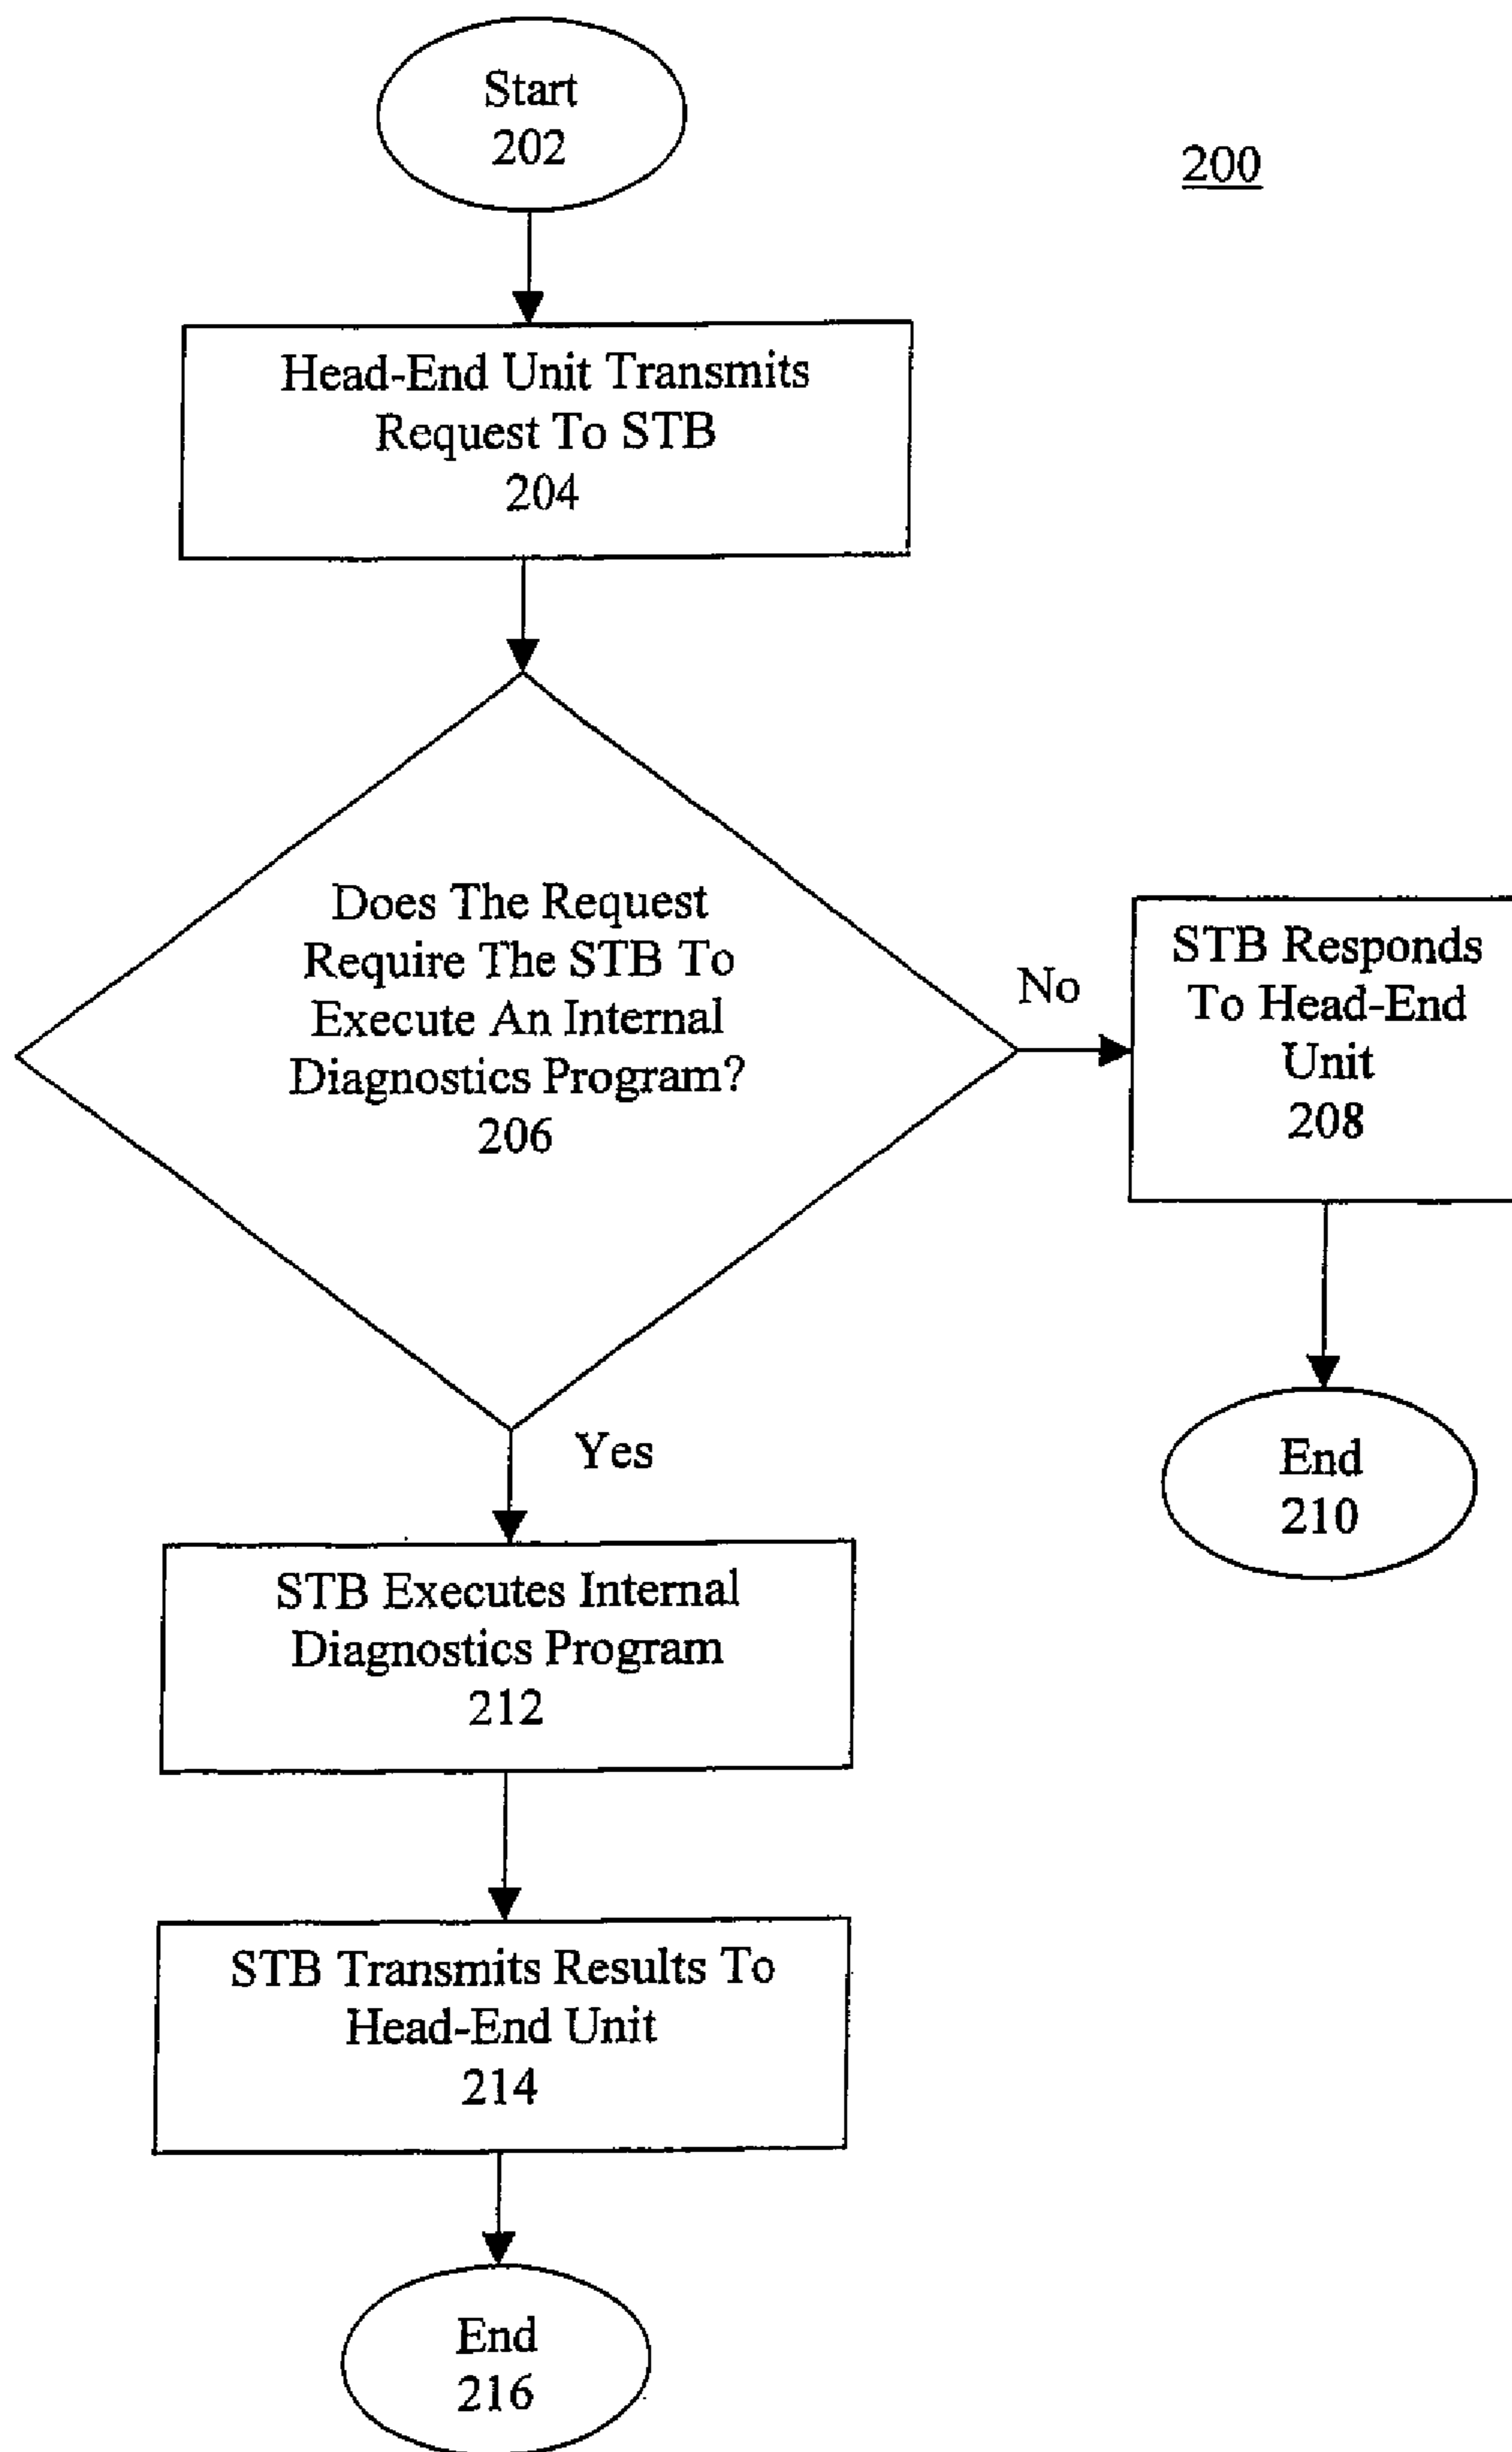 Start
202
200
Head-End Unit Transmits
Request To STB
204
Does The Request
Require The STB To
Execute An Internal
Diagnostics Program?
206
No
STB Responds
To Head-End
Unit
208
End
210
Yes
STB Executes Internal
Diagnostics Program
212
STB Transmits Results To
Head-End Unit
214
End
216